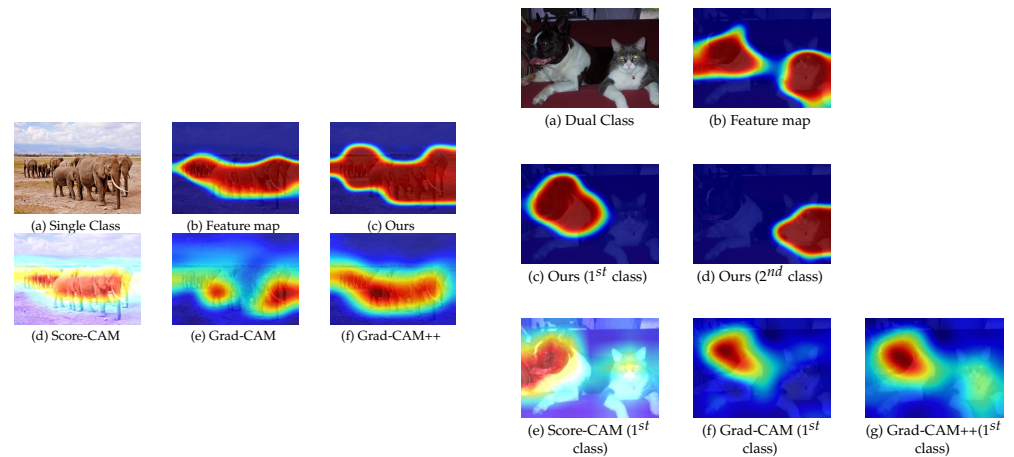 (a) Single Class
(b) Feature map
(c) Ours
(d) Score-CAM
(e) Grad-CAM
(f) Grad-CAM++
(a) Dual Class
(b) Feature map
(c) Ours (1st class)
(d) Ours (2nd class)
(e) Score-CAM (1st
class)
(f) Grad-CAM (1st
class)
(g) Grad-CAM++(1st
class)